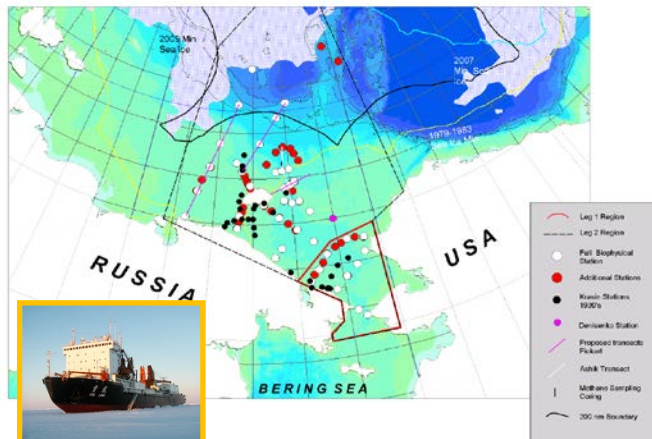 2005 Min.
Sea Ice
2007
Min. Sea
Ice
1979-1983
RUSSIA
USA
BERING SEA
Leg 1 Region
Leg 2 Region
Full Biophysical
Station
Additional Stations
Krasin Stations
Denisenko Station
Proposed transects
Pickart
Ashik Transect
Methane Sampling
Coring
200 nm Boundary